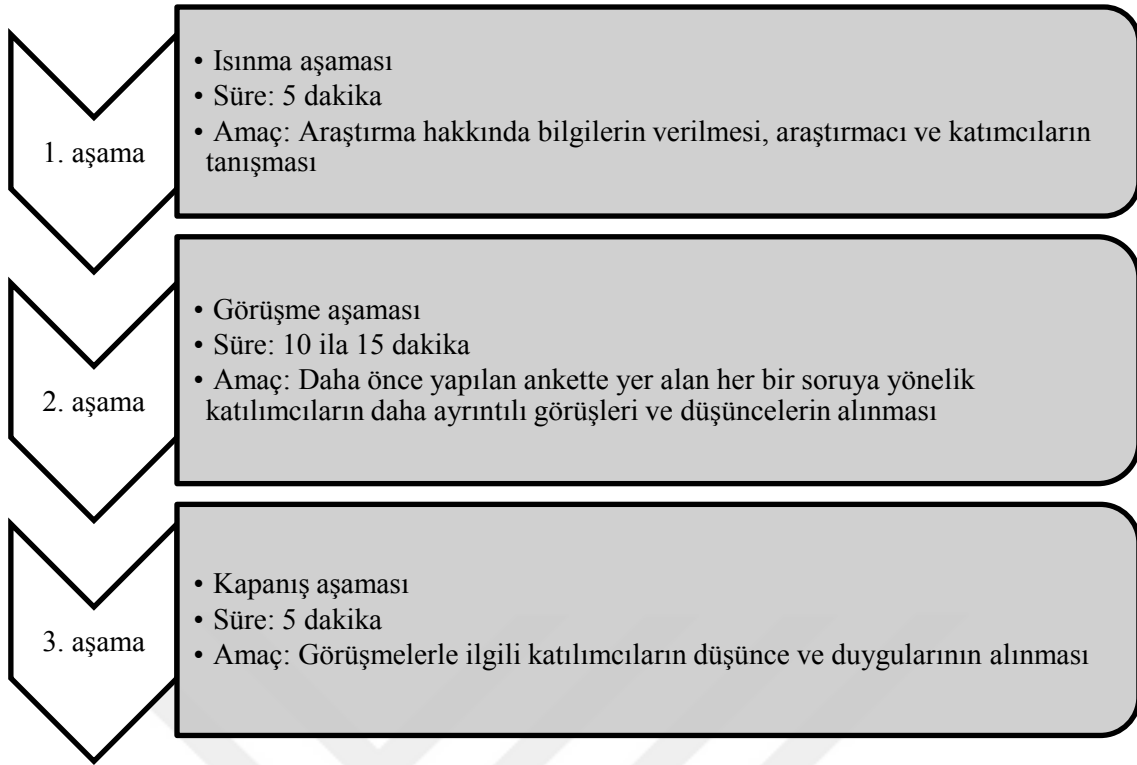 1. aşama
• Isınma aşaması
• Süre: 5 dakika
• Amaç: Araştırma hakkında bilgilerin verilmesi, araştırmacı ve katımcıların
tanışması
2. aşama
• Görüşme aşaması
• Süre: 10 ila 15 dakika
• Amaç: Daha önce yapılan ankette yer alan her bir soruya yönelik
katılımcıların daha ayrıntılı görüşleri ve düşüncelerin alınması
3. aşama
• Kapanış aşaması
• Süre: 5 dakika
• Amaç: Görüşmelerle ilgili katılımcıların düşünce ve duygularının alınması